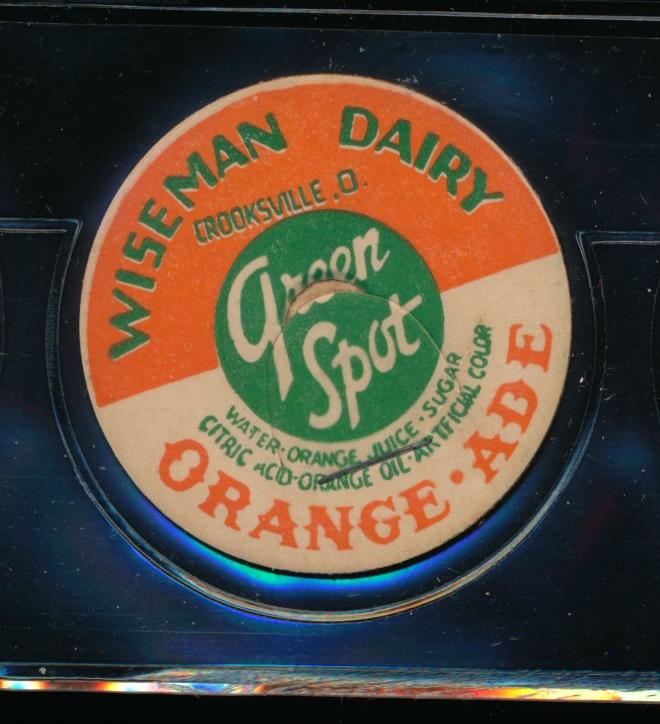 WISEMAN DAIRY
CROOKSVILLE, O.
Green
Spot
WATER·ORANGE JUICE·SUGAR
CITRIC ACID·ORANGE OIL·ARTIFICIAL COLOR
ORANGE·ADE